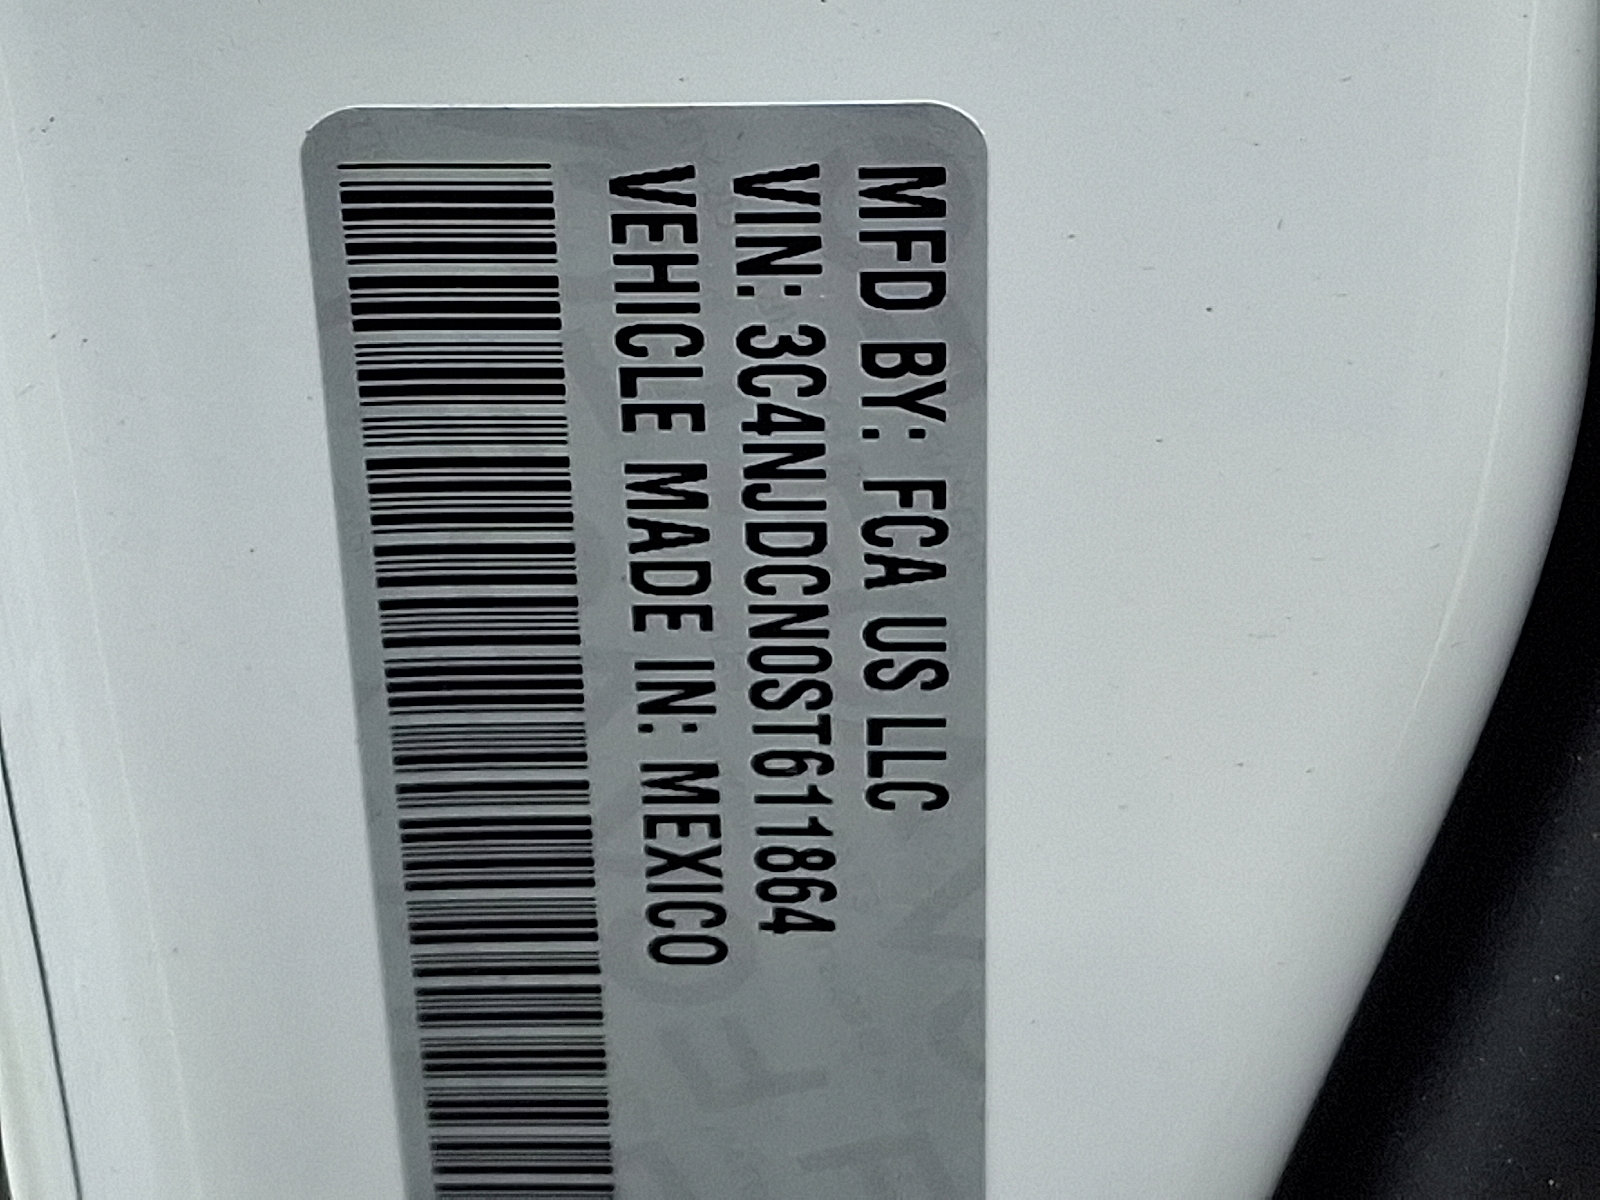 MFD BY: FCA US LLC
VIN: 3C4NJDCN0ST611864
VEHICLE MADE IN: MEXICO